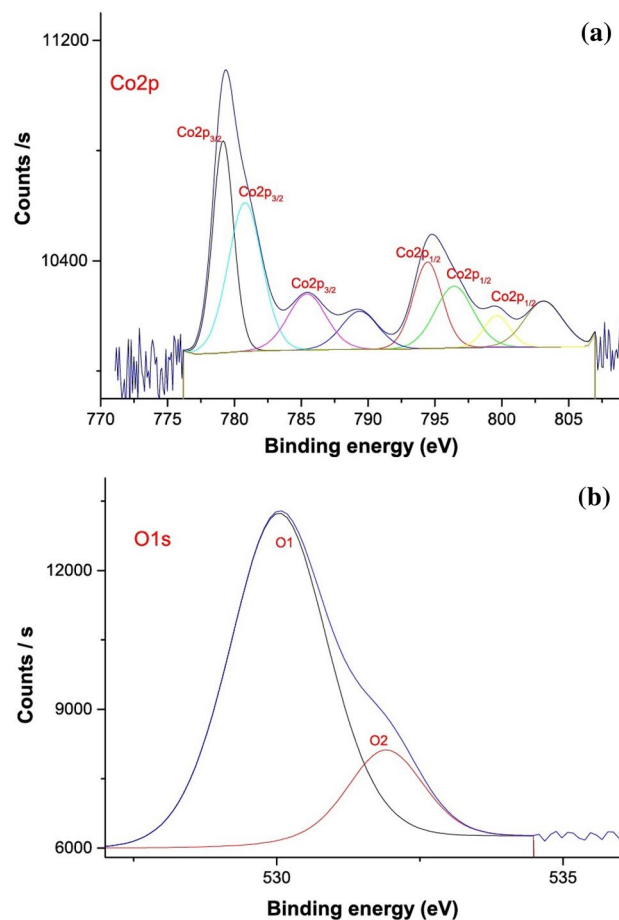 (a)
11200
Co2p
Co2p3/2
Co2p3/2
Counts /s
Co2p1/2
10400
Co2p1/2
Co2p3/2
Co2p1/2
770 775 780 785 790 795 800 805
Binding energy (eV)
(b)
O1s
O1
12000
Counts / s
9000
O2
6000
530 535
Binding energy (eV)